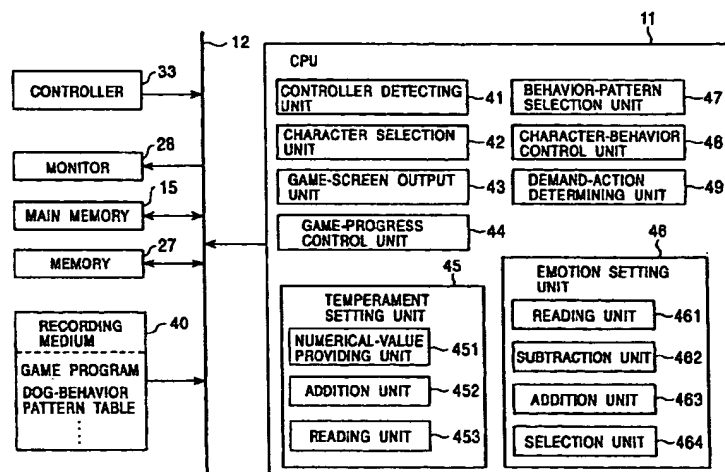 12
11
CONTROLLER
33
MONITOR
28
MAIN MEMORY
15
MEMORY
27
RECORDING
MEDIUM
40
GAME PROGRAM
DOG-BEHAVIOR
PATTERN TABLE
CPU
CONTROLLER DETECTING
UNIT
41
CHARACTER SELECTION
UNIT
42
GAME-SCREEN OUTPUT
UNIT
43
GAME-PROGRESS
CONTROL UNIT
44
BEHAVIOR-PATTERN
SELECTION UNIT
47
CHARACTER-BEHAVIOR
CONTROL UNIT
48
DEMAND-ACTION
DETERMINING UNIT
49
45
TEMPERAMENT
SETTING UNIT
NUMERICAL-VALUE
PROVIDING UNIT
451
ADDITION UNIT
452
READING UNIT
453
46
EMOTION SETTING
UNIT
READING UNIT
461
SUBTRACTION UNIT
462
ADDITION UNIT
463
SELECTION UNIT
464